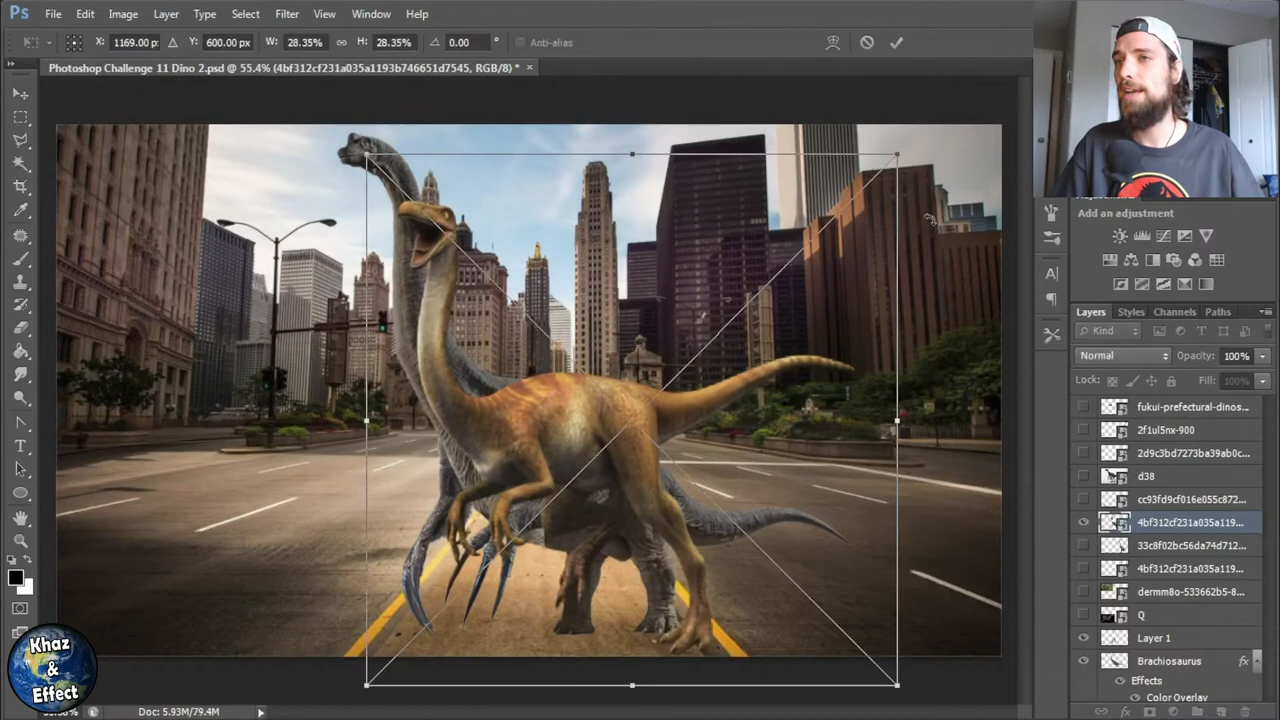 Ps File Edit Image Layer Type Select Filter View Window Help
X: 1169.00 p: Y: 600.00 px W: 28.35% H: 28.35% 0.00 ° Anti-alias
Photoshop Challenge 11 Dino 2.psd @ 55.4% (4bf312cf231a035a1193b746651d7545, RGB/8) * ×
Add an adjustment
Layers Styles Channels Paths
Kind
Normal Opacity: 100%
Lock: Fill: 100%
fukui-prefectural-dinos...
2f1ul5nx-900
2d9c3bd7273ba39ab0c...
d38
cc93fd9cf016e055c872...
4bf312cf231a035a119...
33c8f02bc56da74d712...
4bf312cf231a035a119...
dermm8o-533662b5-8...
Q
Layer 1
Brachiosaurus fx
Effects
Color Overlay
Khaz
&
Effect
Doc: 5.93M/79.4M